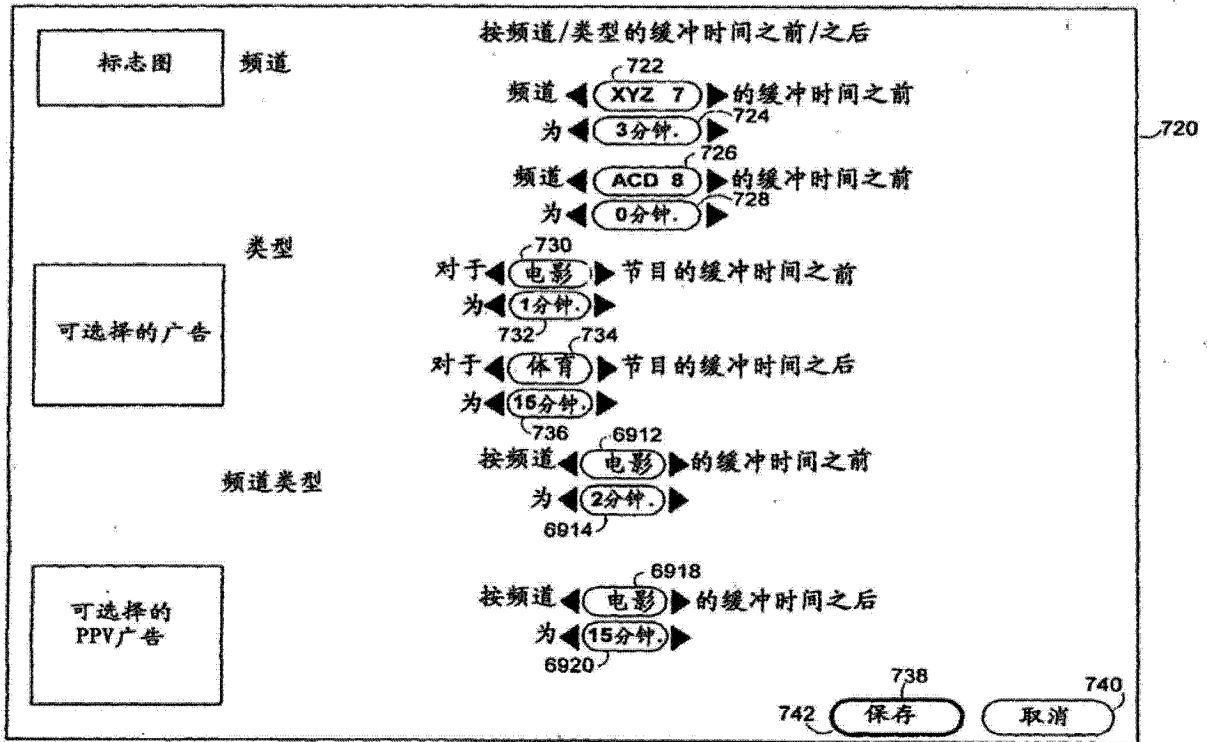 按频道/类型的缓冲时间之前/之后
标志图
频道
722
频道 XYZ 7 的缓冲时间之前
724
为 3分钟.
720
726
频道 ACD 8 的缓冲时间之前
728
为 0分钟.
类型
730
对于 电影 节目的缓冲时间之前
为 1分钟.
可选择的广告
732
734
对于 体育 节目的缓冲时间之后
为 15分钟.
736
6912
频道类型
按频道 电影 的缓冲时间之前
为 2分钟.
6914
6918
可选择的
PPV广告
按频道 电影 的缓冲时间之后
为 15分钟.
6920
738
740
742
保存
取消